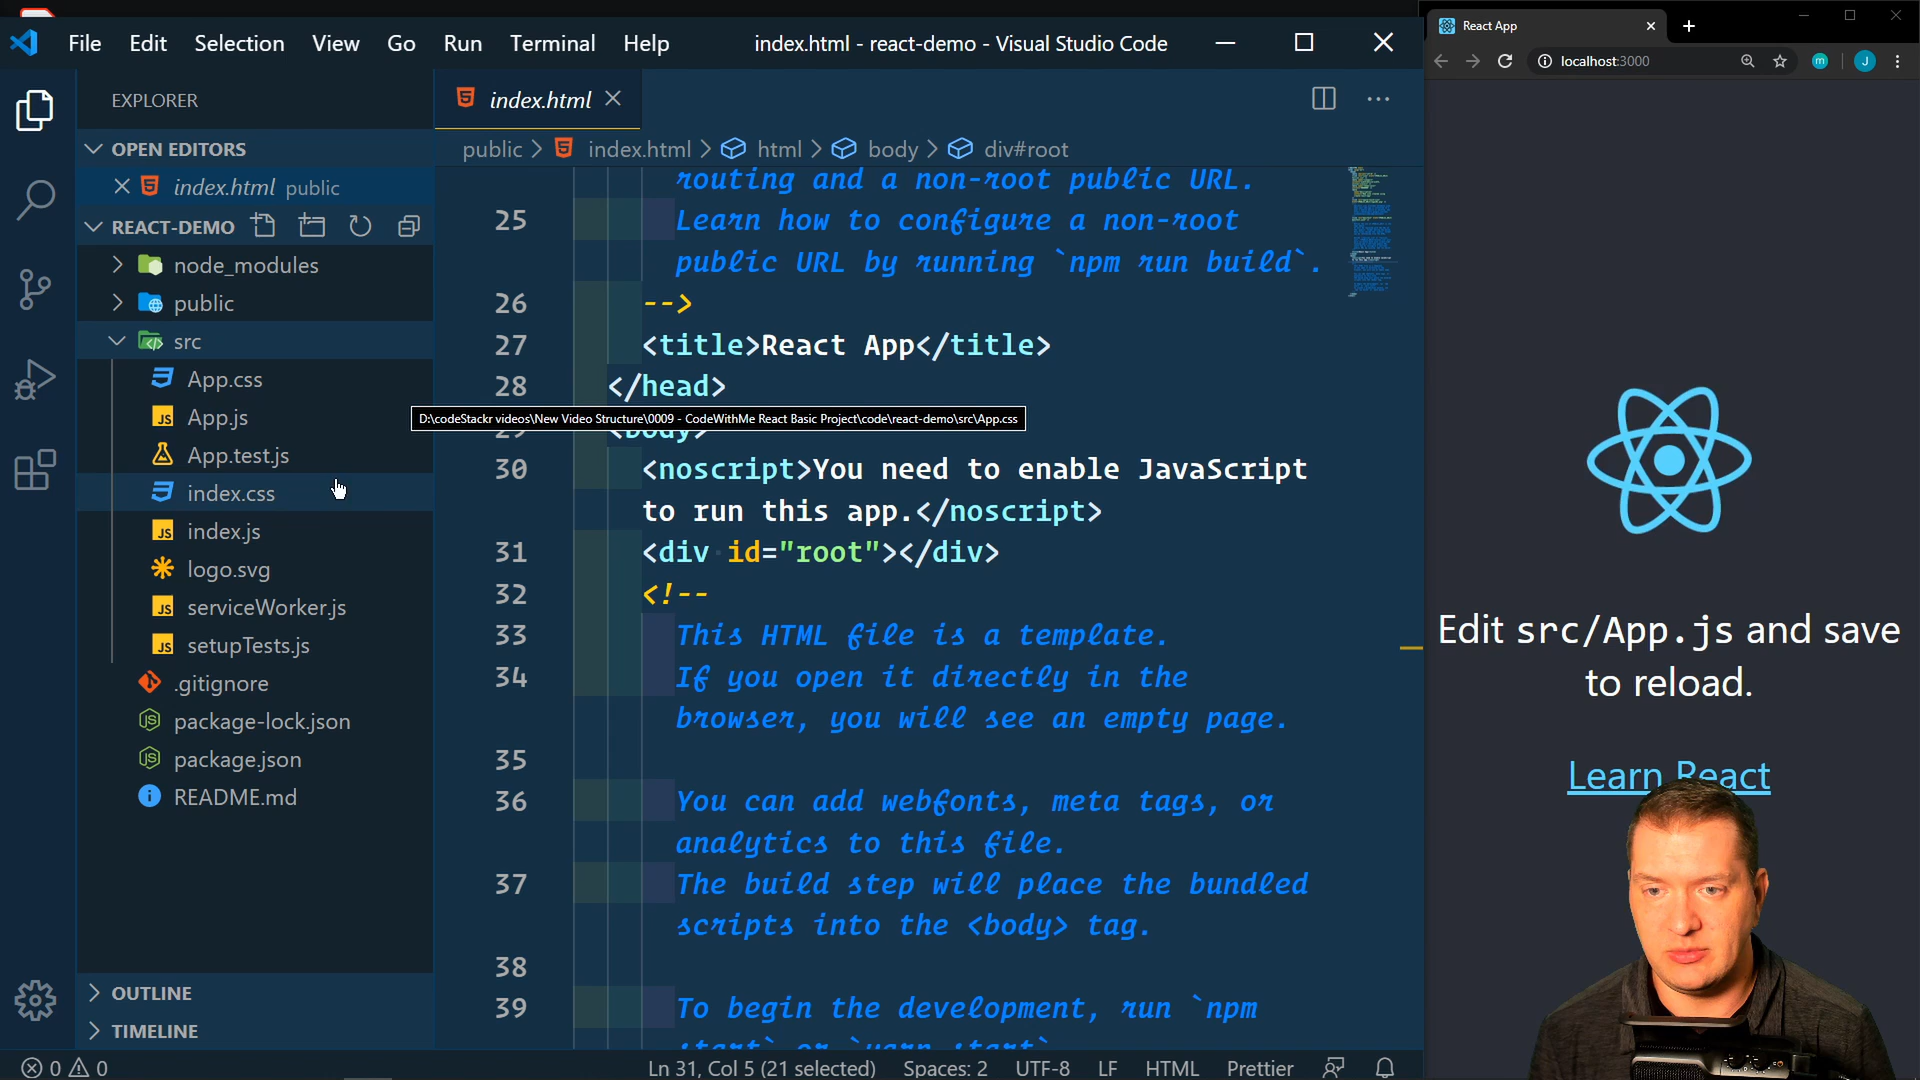 File Edit Selection View Go Run Terminal Help
index.html - react-demo - Visual Studio Code
EXPLORER
OPEN EDITORS
index.html public
REACT-DEMO
node_modules
public
src
App.css
App.js
App.test.js
index.css
index.js
logo.svg
serviceWorker.js
setupTests.js
.gitignore
package-lock.json
package.json
README.md
OUTLINE
TIMELINE
index.html
public > index.html > html > body > div#root
routing and a non-root public URL.
25 Learn how to configure a non-root
public URL by running `npm run build`.
26 -->
27 <title>React App</title>
28 </head>
D:\codeStackr videos\New Video Structure\0009 - CodeWithMe React Basic Project\code\react-demo\src\App.css
29 <body>
30 <noscript>You need to enable JavaScript
to run this app.</noscript>
31 <div id="root"></div>
32 <!--
33 This HTML file is a template.
34 If you open it directly in the
browser, you will see an empty page.
35
36 You can add webfonts, meta tags, or
analytics to this file.
37 The build step will place the bundled
scripts into the <body> tag.
38
39 To begin the development, run `npm
start` or `yarn start`
0 0
Ln 31, Col 5 (21 selected) Spaces: 2 UTF-8 LF HTML Prettier
React App
localhost:3000
m
J
Edit src/App.js and save
to reload.
Learn React